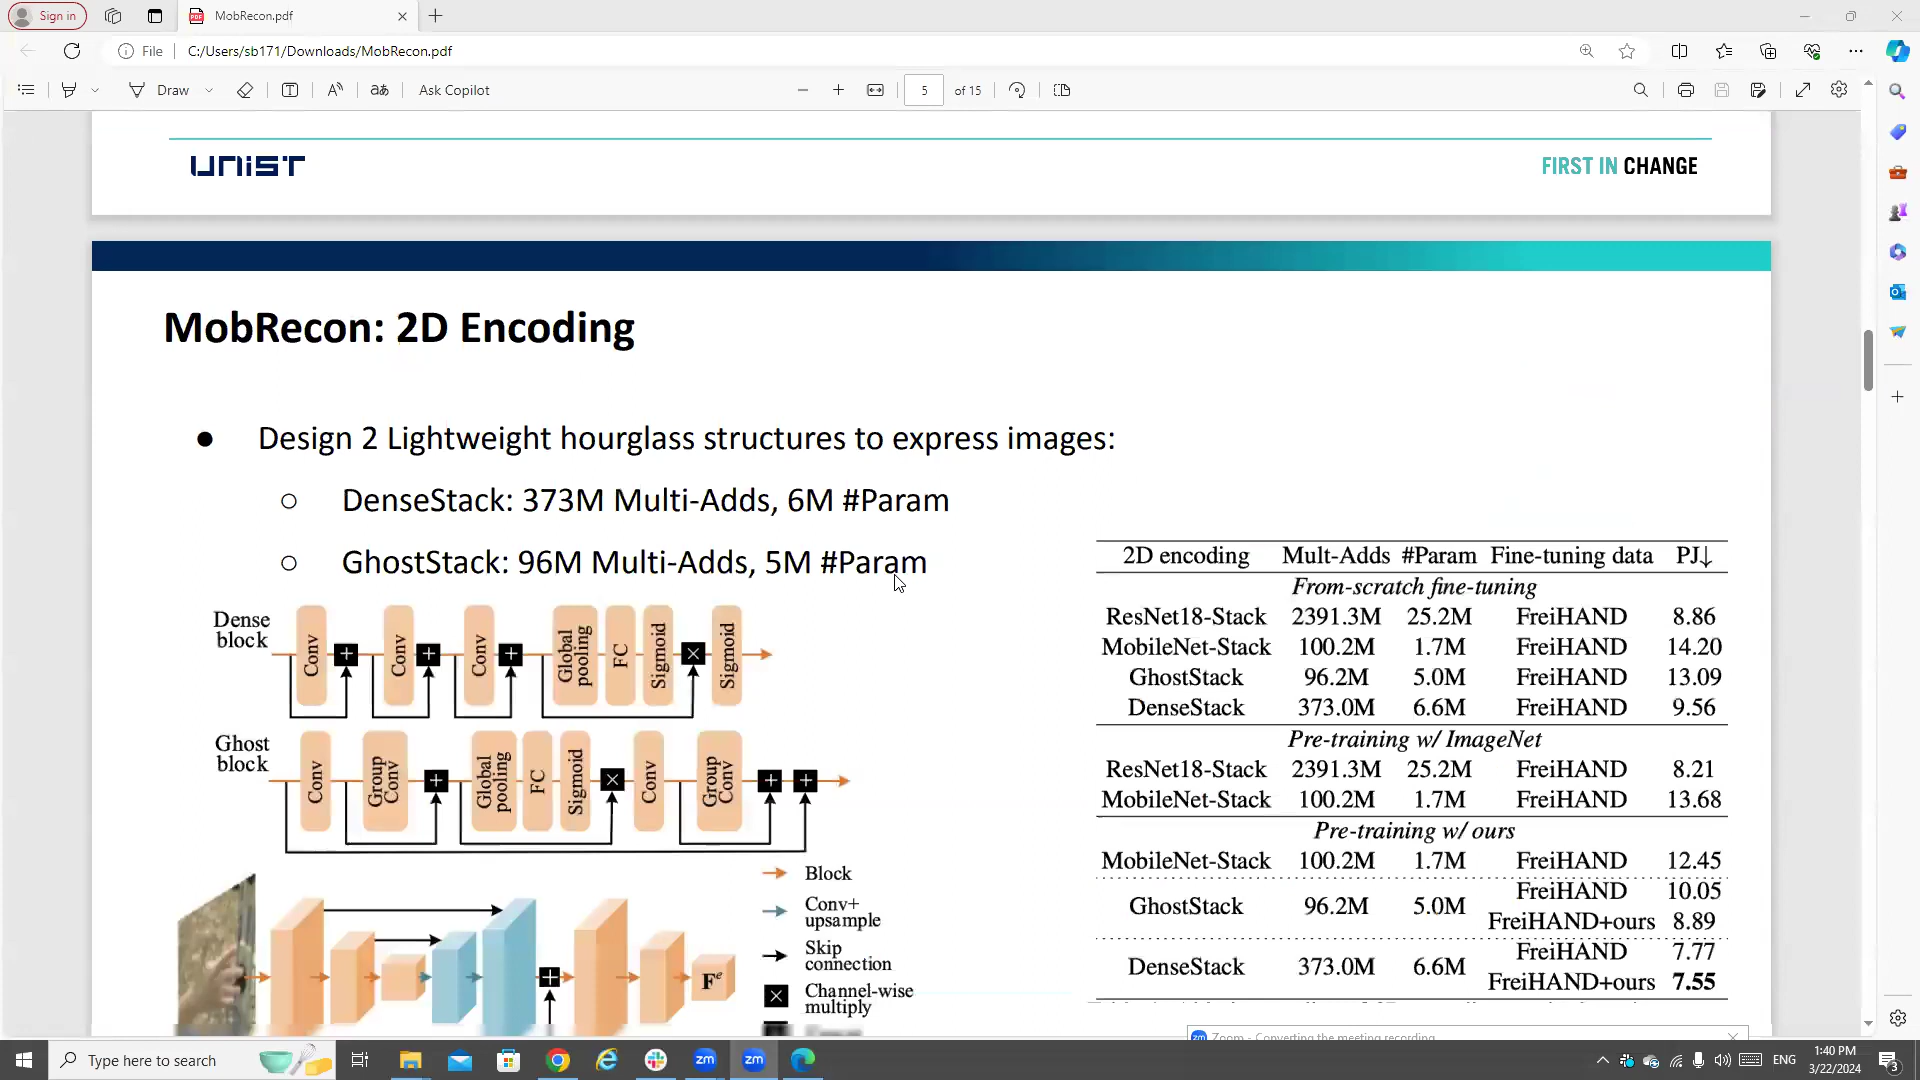 Sign in
MobRecon.pdf
File
C:/Users/sb171/Downloads/MobRecon.pdf
Draw
Ask Copilot
5 of 15
UNIST
FIRST IN CHANGE
MobRecon: 2D Encoding
● Design 2 Lightweight hourglass structures to express images:
○ DenseStack: 373M Multi-Adds, 6M #Param
○ GhostStack: 96M Multi-Adds, 5M #Param
Dense block
Conv + Conv + Conv + Global pooling FC Sigmoid × Sigmoid
Ghost block
Conv Group Conv + Global pooling FC Sigmoid × Conv Group Conv + +
Block
Conv+ upsample
Skip connection
× Channel-wise multiply
+ Fᵉ
2D encoding Mult-Adds #Param Fine-tuning data PJ↓
From-scratch fine-tuning
ResNet18-Stack 2391.3M 25.2M FreiHAND 8.86
MobileNet-Stack 100.2M 1.7M FreiHAND 14.20
GhostStack 96.2M 5.0M FreiHAND 13.09
DenseStack 373.0M 6.6M FreiHAND 9.56
Pre-training w/ ImageNet
ResNet18-Stack 2391.3M 25.2M FreiHAND 8.21
MobileNet-Stack 100.2M 1.7M FreiHAND 13.68
Pre-training w/ ours
MobileNet-Stack 100.2M 1.7M FreiHAND 12.45
GhostStack 96.2M 5.0M FreiHAND 10.05
FreiHAND+ours 8.89
DenseStack 373.0M 6.6M FreiHAND 7.77
FreiHAND+ours 7.55
Zoom - Converting the meeting recording
Type here to search
ENG
1:40 PM
3/22/2024
3